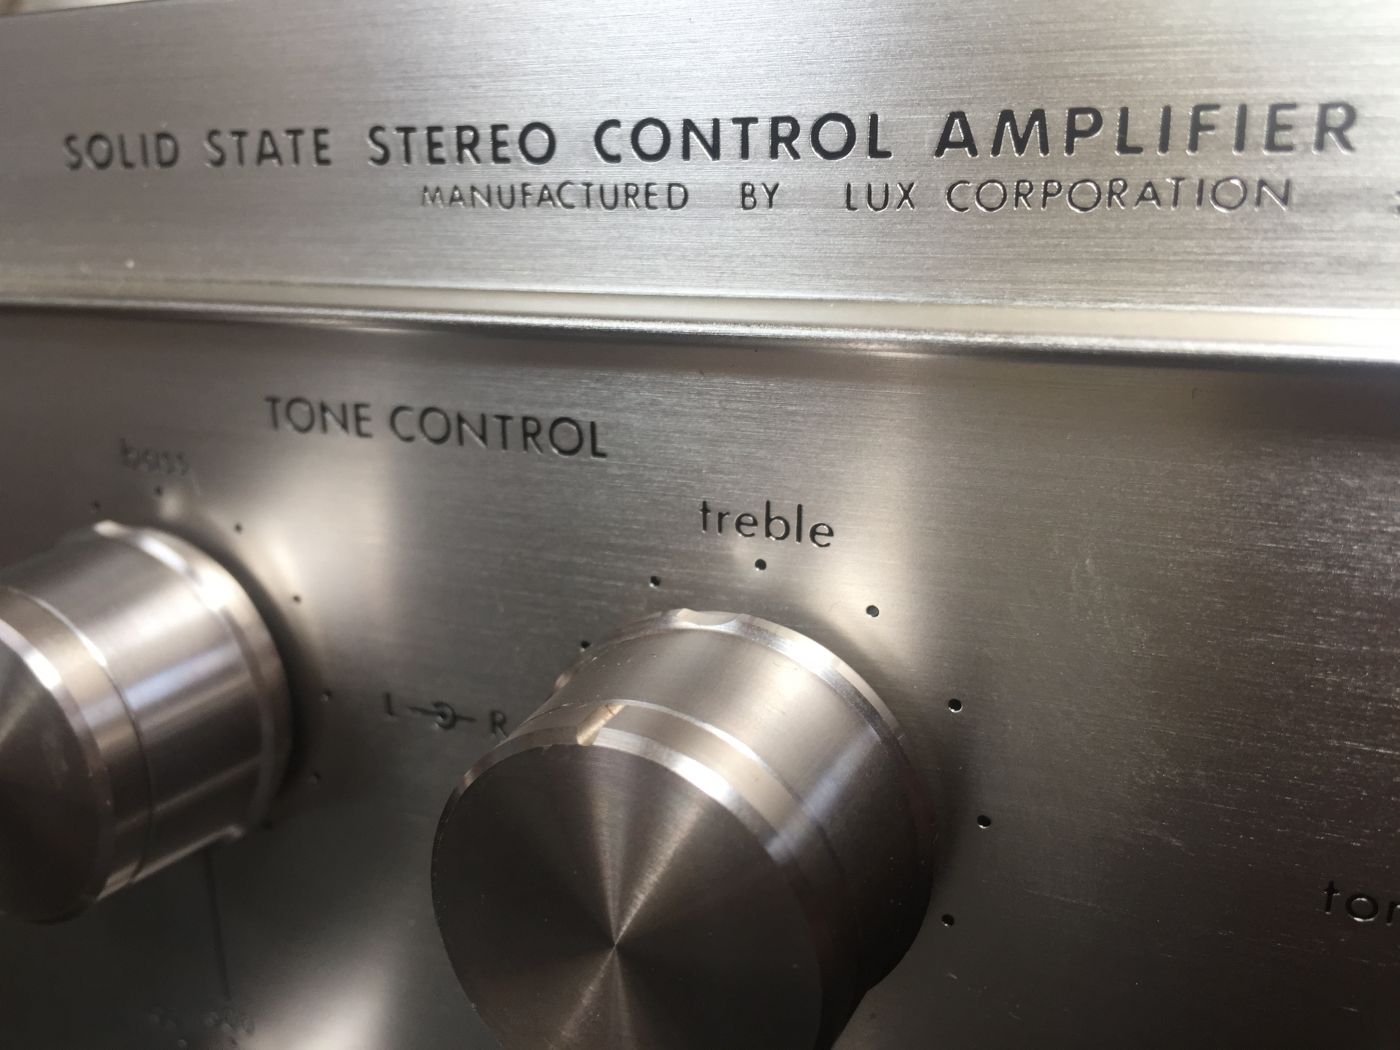 SOLID STATE STEREO CONTROL AMPLIFIER
MANUFACTURED BY LUX CORPORATION
TONE CONTROL
bass
treble
L R